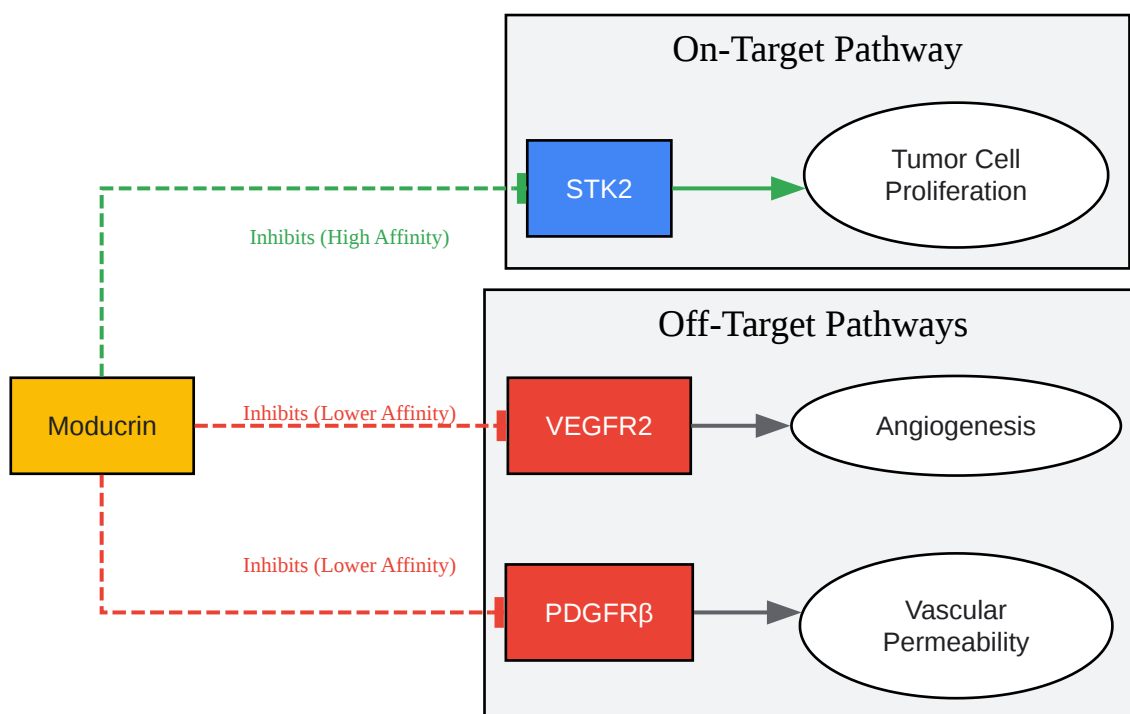 On-Target Pathway
STK2
Tumor Cell
Proliferation
Inhibits (High Affinity)
Off-Target Pathways
Moducrin
Inhibits (Lower Affinity)
VEGFR2
Angiogenesis
Inhibits (Lower Affinity)
PDGFRβ
Vascular
Permeability